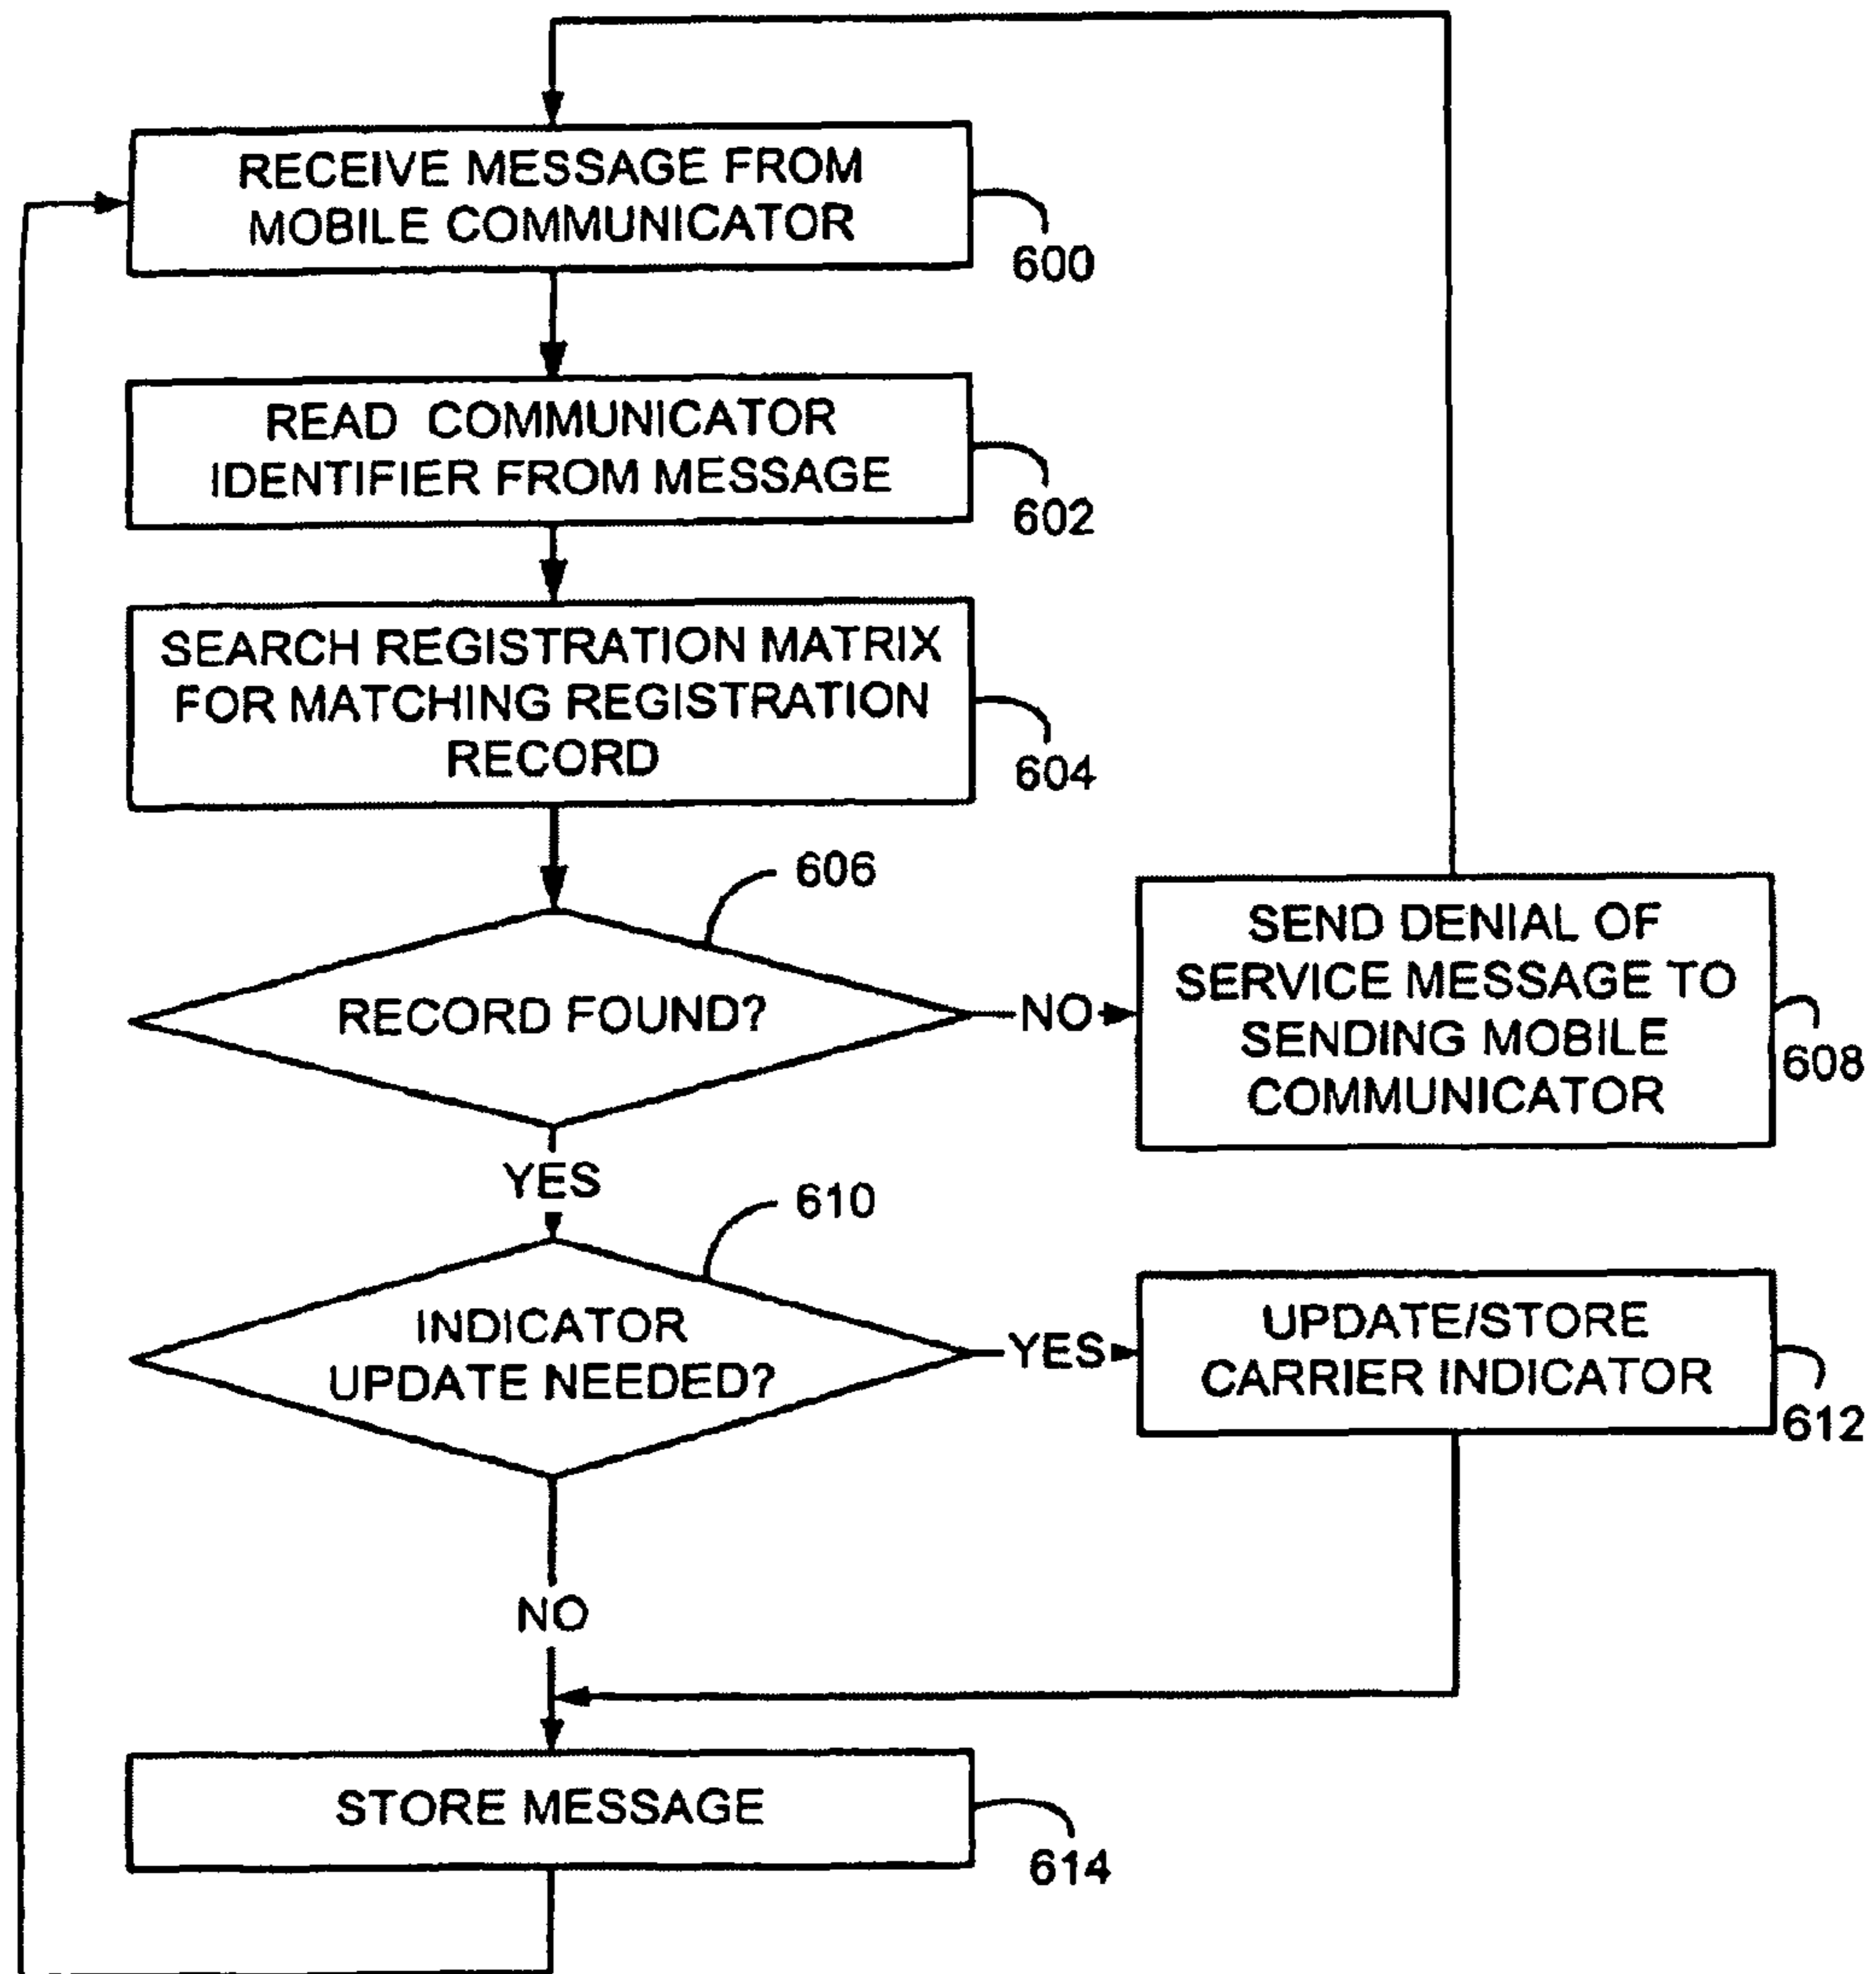 RECEIVE MESSAGE FROM
MOBILE COMMUNICATOR
600
READ COMMUNICATOR
IDENTIFIER FROM MESSAGE
602
SEARCH REGISTRATION MATRIX
FOR MATCHING REGISTRATION
RECORD
604
606
RECORD FOUND?
NO
SEND DENIAL OF
SERVICE MESSAGE TO
SENDING MOBILE
COMMUNICATOR
608
YES
610
INDICATOR
UPDATE NEEDED?
YES
UPDATE/STORE
CARRIER INDICATOR
612
NO
STORE MESSAGE
614